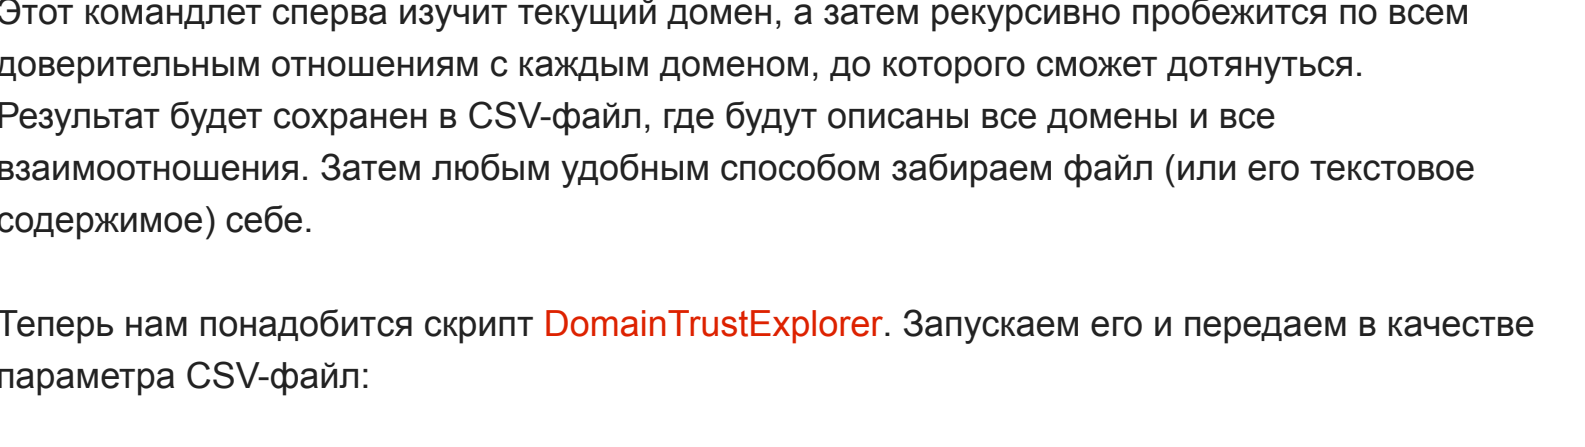 Этот командлет сперва изучит текущий домен, а затем рекурсивно пробежится по всем
доверительным отношениям с каждым доменом, до которого сможет дотянуться.
Результат будет сохранен в CSV-файл, где будут описаны все домены и все
взаимоотношения. Затем любым удобным способом забираем файл (или его текстовое
содержимое) себе.
Теперь нам понадобится скрипт DomainTrustExplorer. Запускаем его и передаем в качестве
параметра CSV-файл: